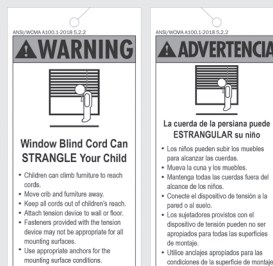 ANSI/WCMA A100.1-2018 5.2.2
WARNING
Window Blind Cord Can
STRANGLE Your Child
• Children can climb furniture to reach
cords.
• Move crib and furniture away.
• Keep all cords out of children's reach.
• Attach tension device to wall or floor.
• Fasteners provided with the tension
device may not be appropriate for all
mounting surfaces.
• Use appropriate anchors for the
mounting surface conditions.
ANSI/WCMA A100.1-2018 5.2.2
ADVERTENCIA
La cuerda de la persiana puede
ESTRANGULAR su niño
• Los niños pueden subir los muebles
para alcanzar las cuerdas.
• Mueva la cuna y los muebles.
• Mantenga todas las cuerdas fuera del
alcance de los niños.
• Conecte el dispositivo de tensión a la
pared o al suelo.
• Los sujetadores provistos con el
dispositivo de tensión pueden no ser
apropiados para todas las superficies
de montaje.
• Utilice anclajes apropiados para las
condiciones de la superficie de montaje